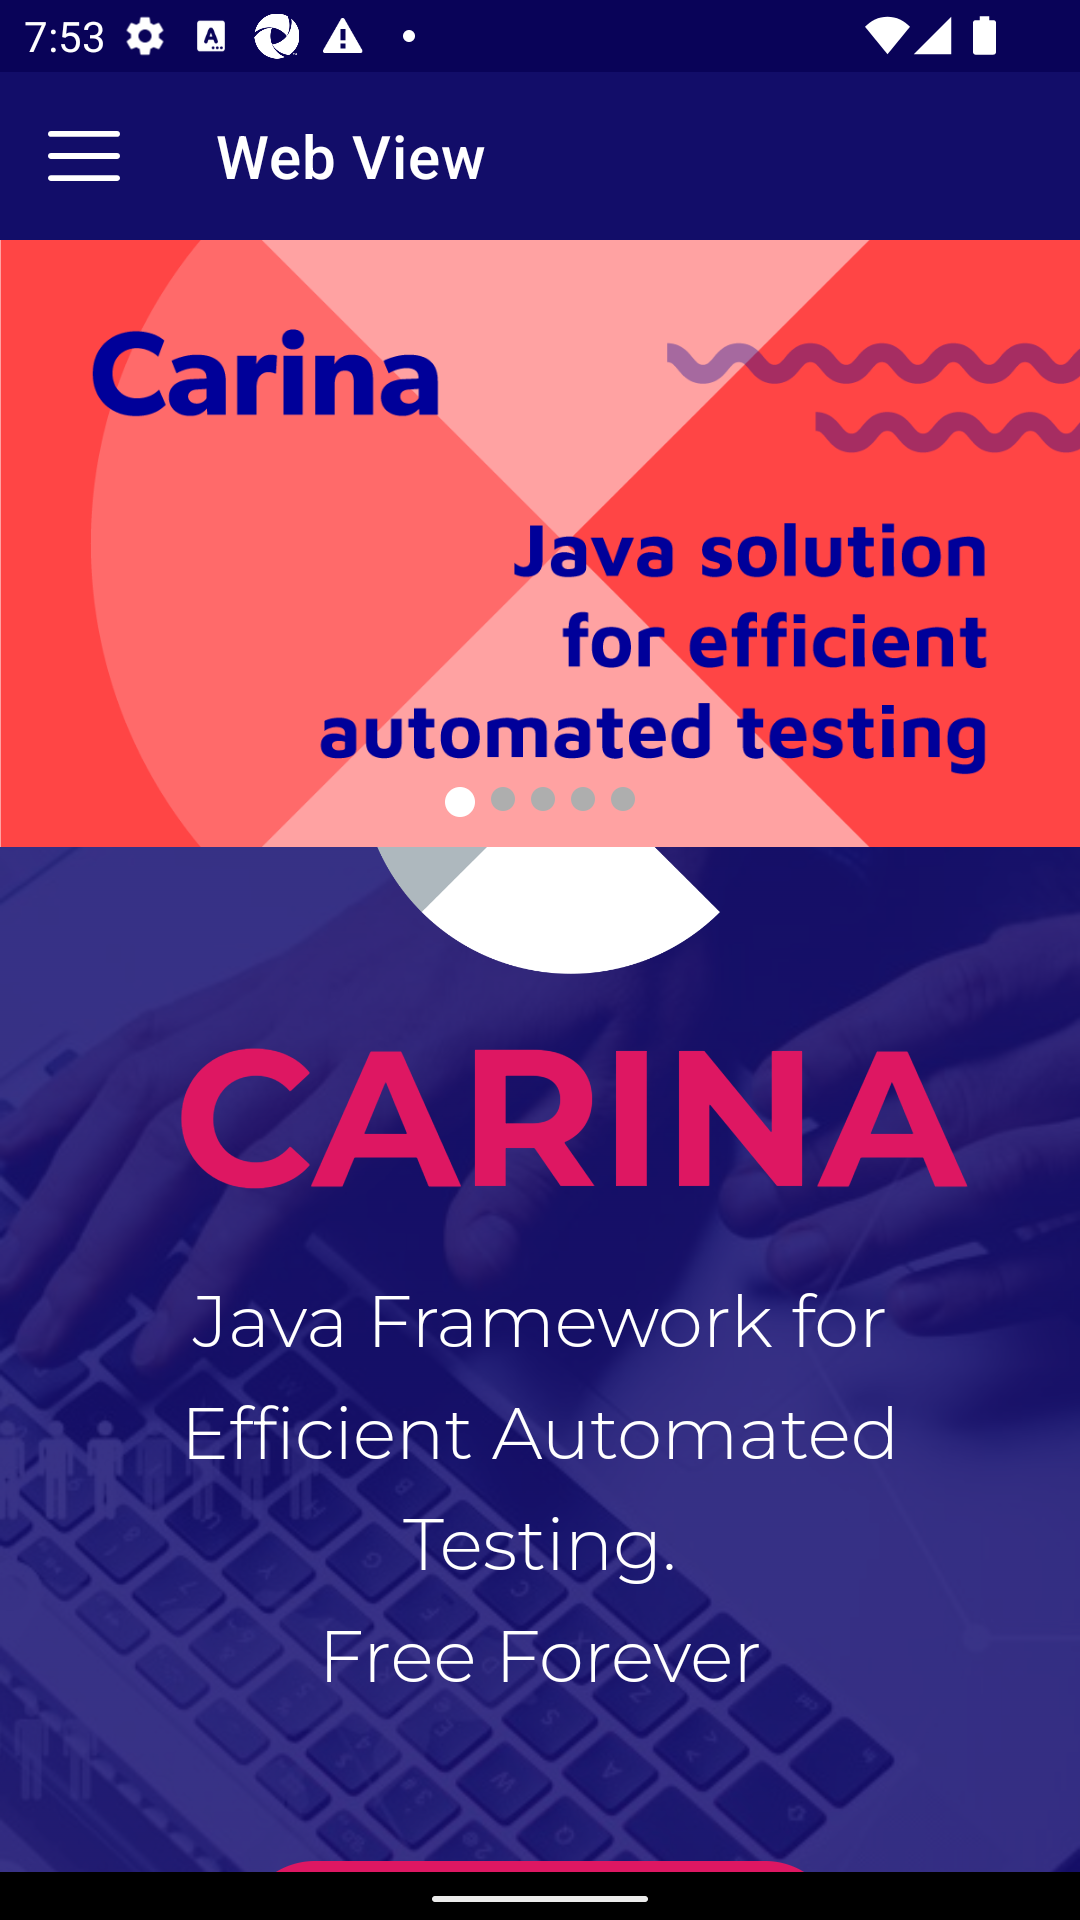 7:53
Web View
Carina
Java solution
for efficient
automated testing
CARINA
Java Framework for
Efficient Automated
Testing.
Free Forever